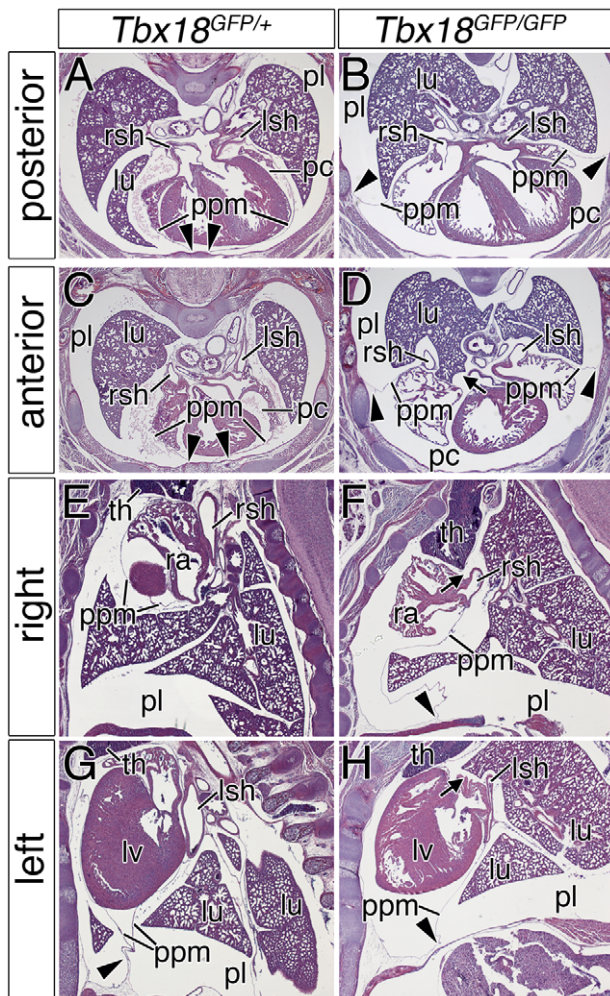 Tbx18GFP/+ Tbx18GFP/GFP
posterior
A pl rsh lsh lu pc ppm
B lu pl rsh lsh ppm ppm pc
anterior
C lu pl lsh rsh ppm pc
D pl lu lsh rsh ppm ppm pc
right
E th rsh ra ppm lu pl
F th rsh ra lu ppm pl
left
G th lsh lv lu lu ppm pl
H th lsh lv lu lu pl ppm